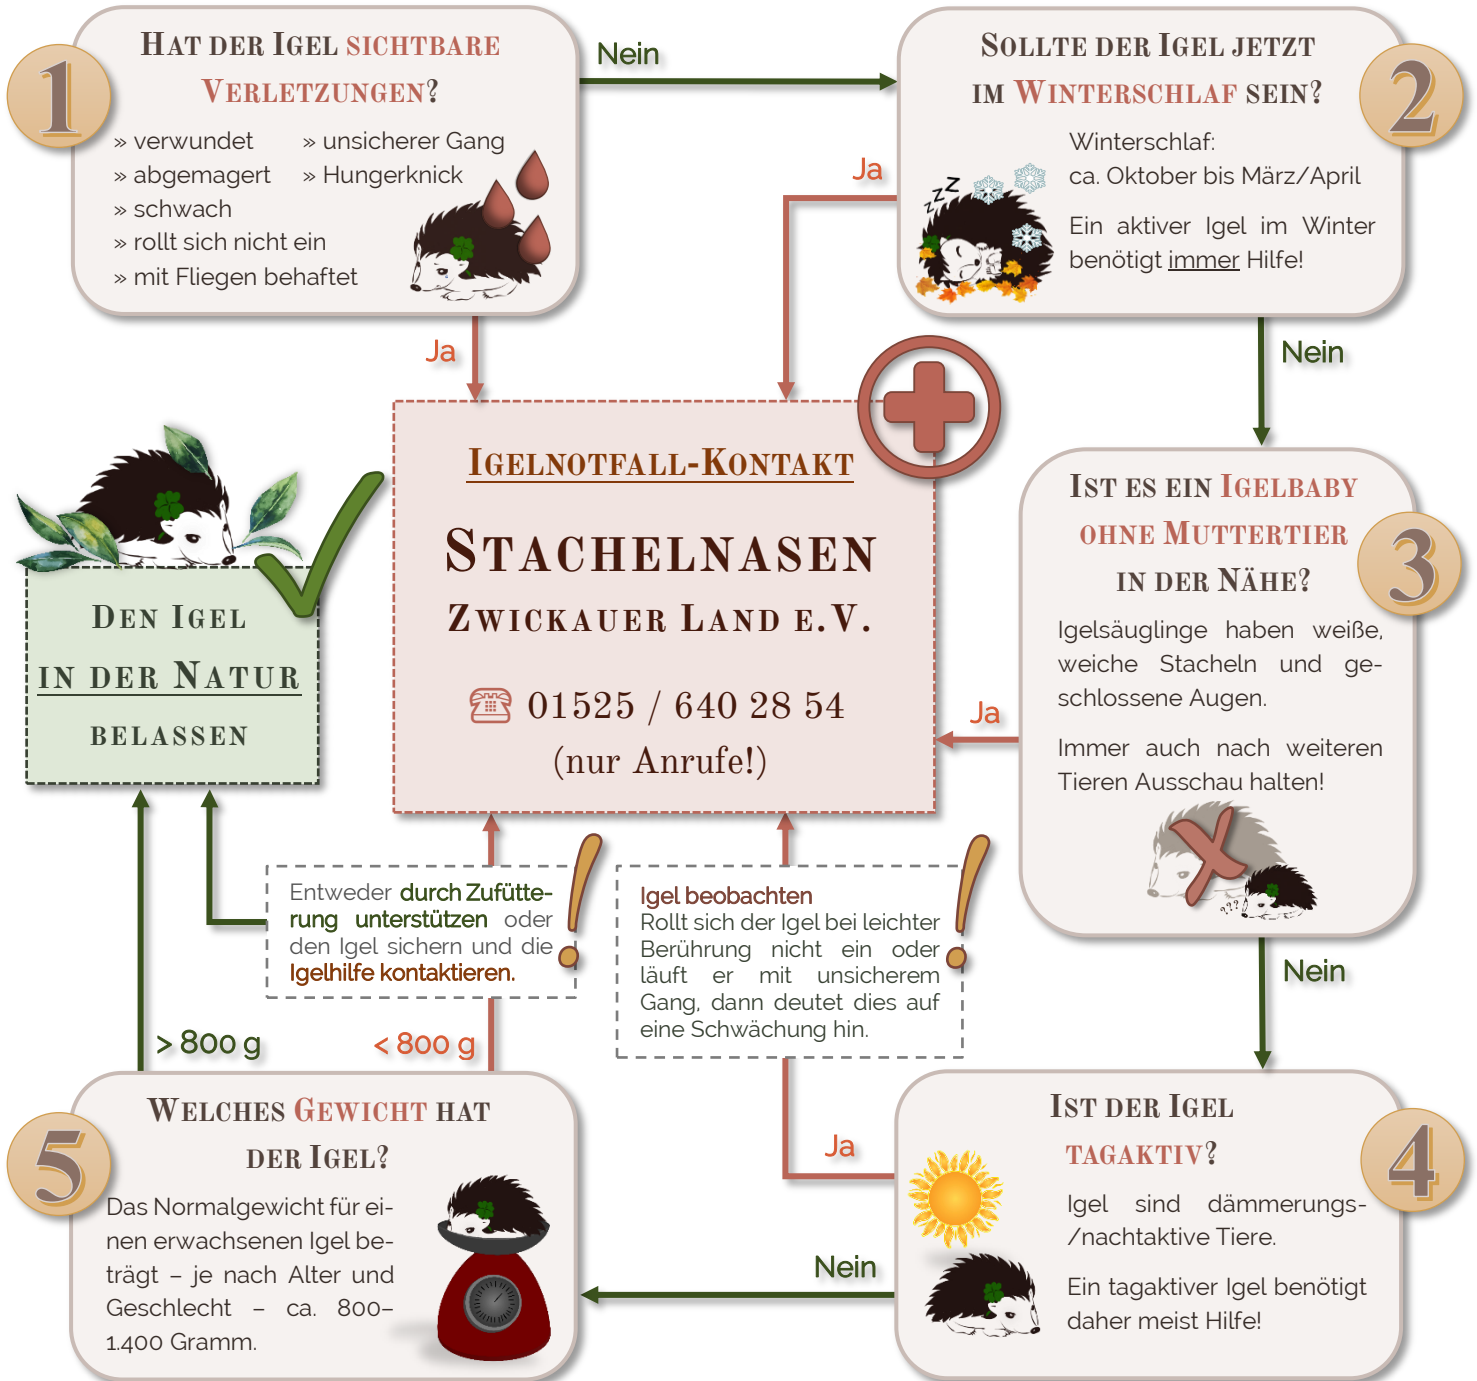 1
HAT DER IGEL SICHTBARE
VERLETZUNGEN?
» verwundet
» abgemagert
» schwach
» rollt sich nicht ein
» mit Fliegen behaftet
» unsicherer Gang
» Hungerknick
Nein
Ja
2
SOLLTE DER IGEL JETZT
IM WINTERSCHLAF SEIN?
zzZ
Winterschlaf:
ca. Oktober bis März/April
Ein aktiver Igel im Winter
benötigt immer Hilfe!
Ja
Nein
3
IST ES EIN IGELBABY
OHNE MUTTERTIER
IN DER NÄHE?
Igelsäuglinge haben weiße,
weiche Stacheln und ge-
schlossene Augen.
Immer auch nach weiteren
Tieren Ausschau halten!
???
Ja
Nein
IGELNOTFALL-KONTAKT
STACHELNASEN
ZWICKAUER LAND E.V.
☎ 01525 / 640 28 54
(nur Anrufe!)
DEN IGEL
IN DER NATUR
BELASSEN
Entweder durch Zufütte-
rung unterstützen oder
den Igel sichern und die
Igelhilfe kontaktieren.
!
Igel beobachten
Rollt sich der Igel bei leichter
Berührung nicht ein oder
läuft er mit unsicherem
Gang, dann deutet dies auf
eine Schwächung hin.
!
4
IST DER IGEL
TAGAKTIV?
Igel sind dämmerungs-
/nachtaktive Tiere.
Ein tagaktiver Igel benötigt
daher meist Hilfe!
Ja
Nein
5
WELCHES GEWICHT HAT
DER IGEL?
Das Normalgewicht für ei-
nen erwachsenen Igel be-
trägt – je nach Alter und
Geschlecht – ca. 800–
1.400 Gramm.
> 800 g
< 800 g